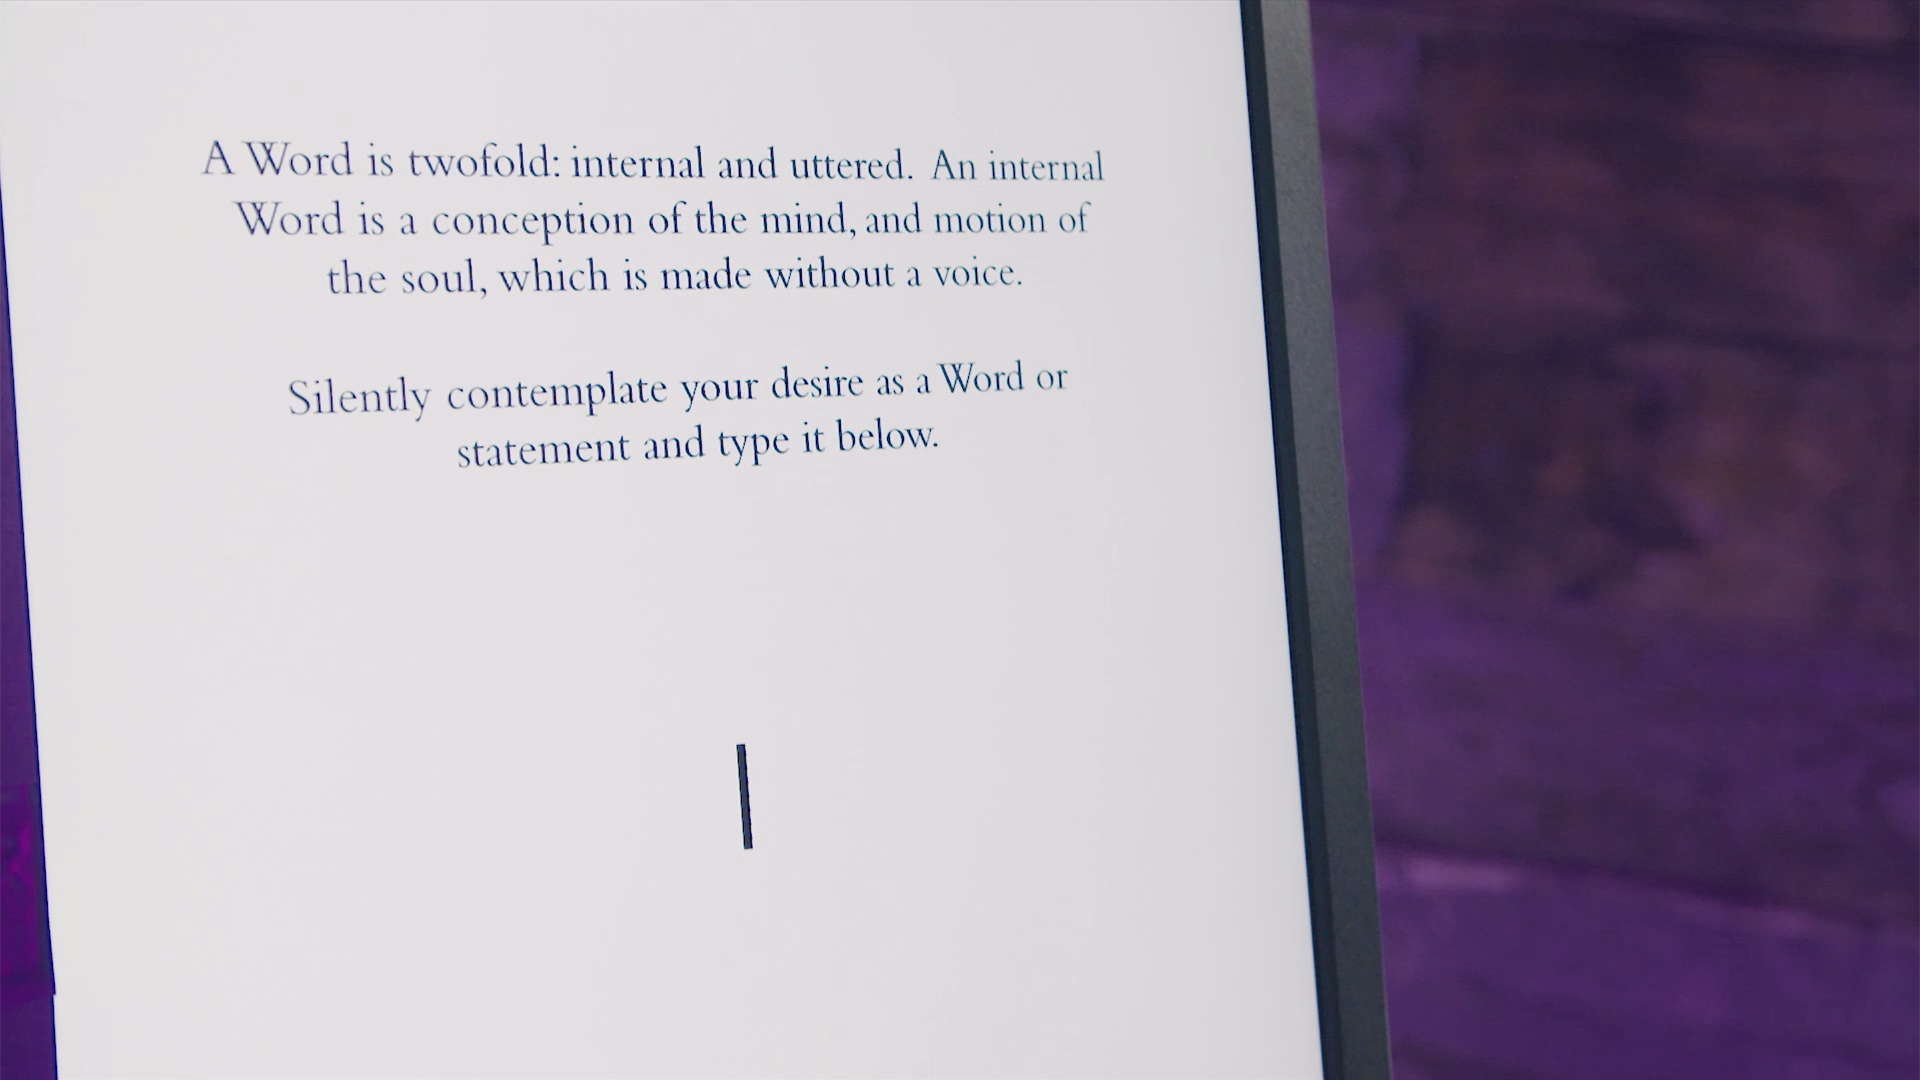 A Word is twofold: internal and uttered. An internal
Word is a conception of the mind, and motion of
the soul, which is made without a voice.
Silently contemplate your desire as a Word or
statement and type it below.